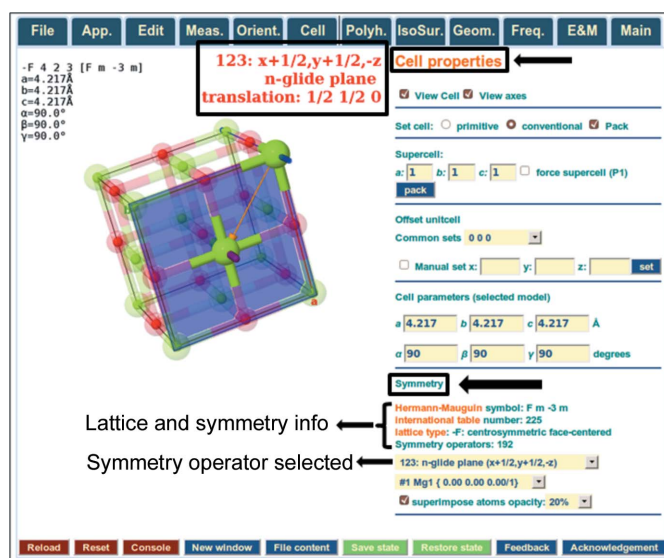 File App. Edit Meas. Orient. Cell Polyh. IsoSur. Geom. Freq. E&M Main
-F 4 2 3 [F m -3 m]
a=4.217Å
b=4.217Å
c=4.217Å
α=90.0°
β=90.0°
γ=90.0°
123: x+1/2,y+1/2,-z
n-glide plane
translation: 1/2 1/2 0
a
Cell properties
View Cell View axes
Set cell: primitive conventional Pack
Supercell:
a: 1 b: 1 c: 1 force supercell (P1)
pack
Offset unitcell
Common sets 0 0 0
Manual set x: y: z: set
Cell parameters (selected model)
a 4.217 b 4.217 c 4.217 Å
α 90 β 90 γ 90 degrees
Symmetry
Lattice and symmetry info
Hermann-Mauguin symbol: F m -3 m
international table number: 225
lattice type: -F: centrosymmetric face-centered
Symmetry operators: 192
Symmetry operator selected
123: n-glide plane (x+1/2,y+1/2,-z)
#1 Mg1 { 0.00 0.00 0.00/1}
superimpose atoms opacity: 20%
Reload Reset Console New window File content Save state Restore state Feedback Acknowledgement